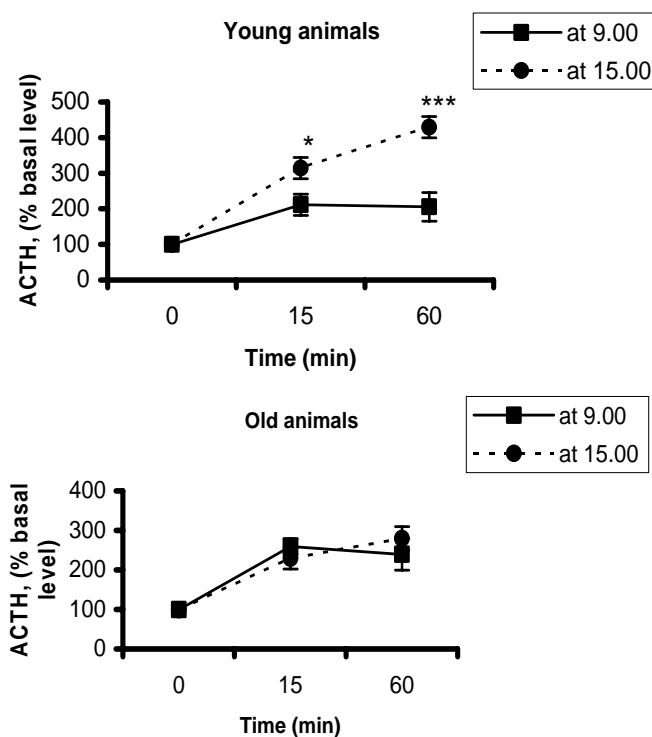 Young animals
at 9.00
at 15.00
ACTH, (% basal level)
500
400
300
200
100
0
*
***
0 15 60
Time (min)
Old animals
at 9.00
at 15.00
ACTH, (% basal
level)
400
300
200
100
0
0 15 60
Time (min)